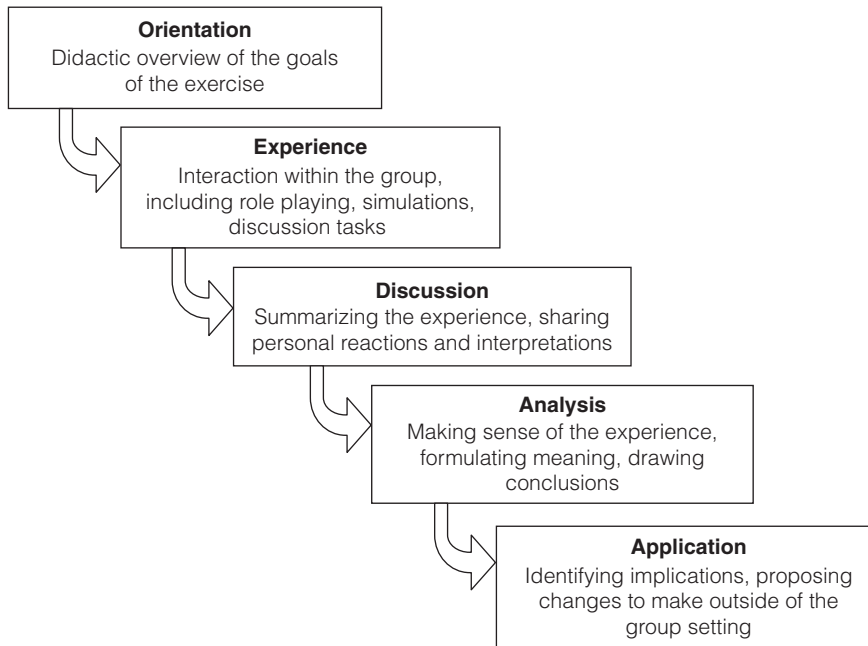 Orientation
Didactic overview of the goals
of the exercise
Experience
Interaction within the group,
including role playing, simulations,
discussion tasks
Discussion
Summarizing the experience, sharing
personal reactions and interpretations
Analysis
Making sense of the experience,
formulating meaning, drawing
conclusions
Application
Identifying implications, proposing
changes to make outside of the
group setting